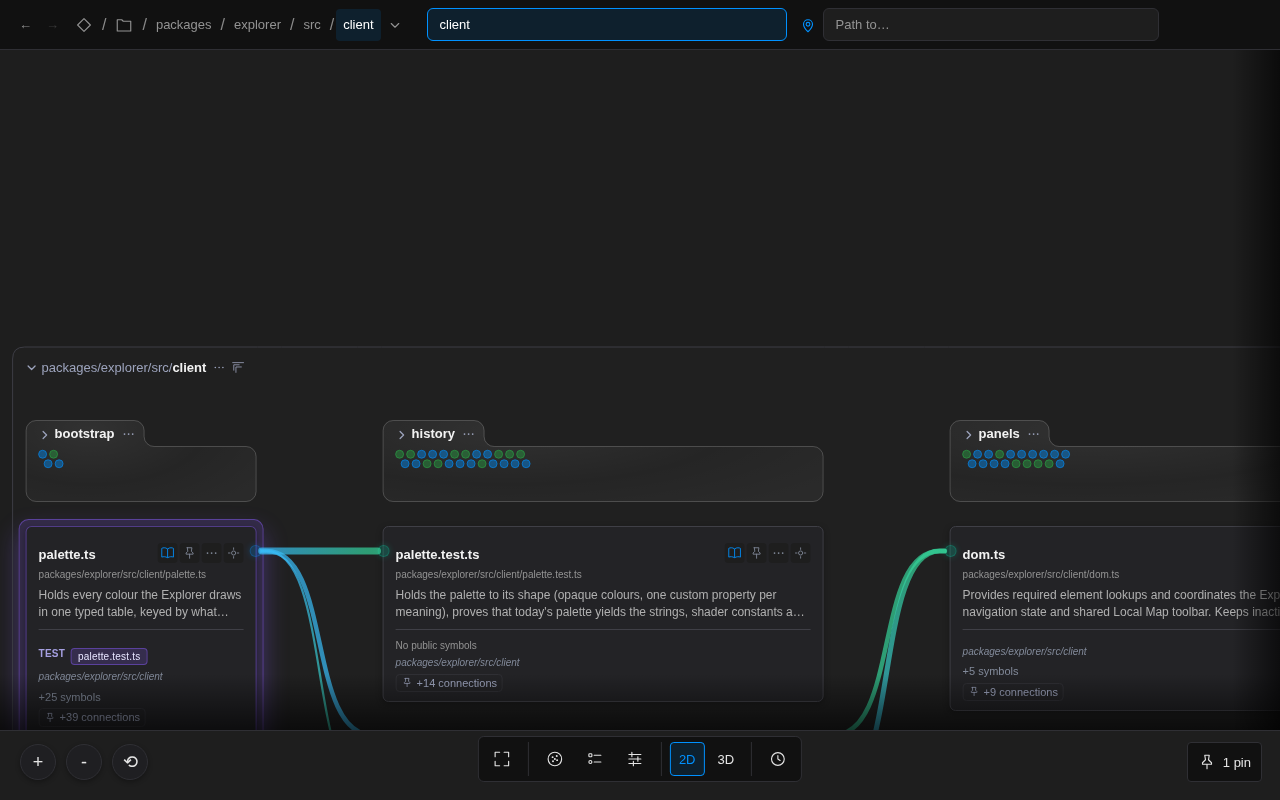 ← → / / packages / explorer / src / client
client
Path to…
packages/explorer/src/client ···
bootstrap ···
history ···
panels ···
palette.ts
packages/explorer/src/client/palette.ts
Holds every colour the Explorer draws
in one typed table, keyed by what…
TEST palette.test.ts
packages/explorer/src/client
+25 symbols
+39 connections
palette.test.ts
packages/explorer/src/client/palette.test.ts
Holds the palette to its shape (opaque colours, one custom property per
meaning), proves that today's palette yields the strings, shader constants a…
No public symbols
packages/explorer/src/client
+14 connections
dom.ts
packages/explorer/src/client/dom.ts
Provides required element lookups and coordinates the Exp
navigation state and shared Local Map toolbar. Keeps inacti
packages/explorer/src/client
+5 symbols
+9 connections
+ - ⟲
2D 3D
1 pin